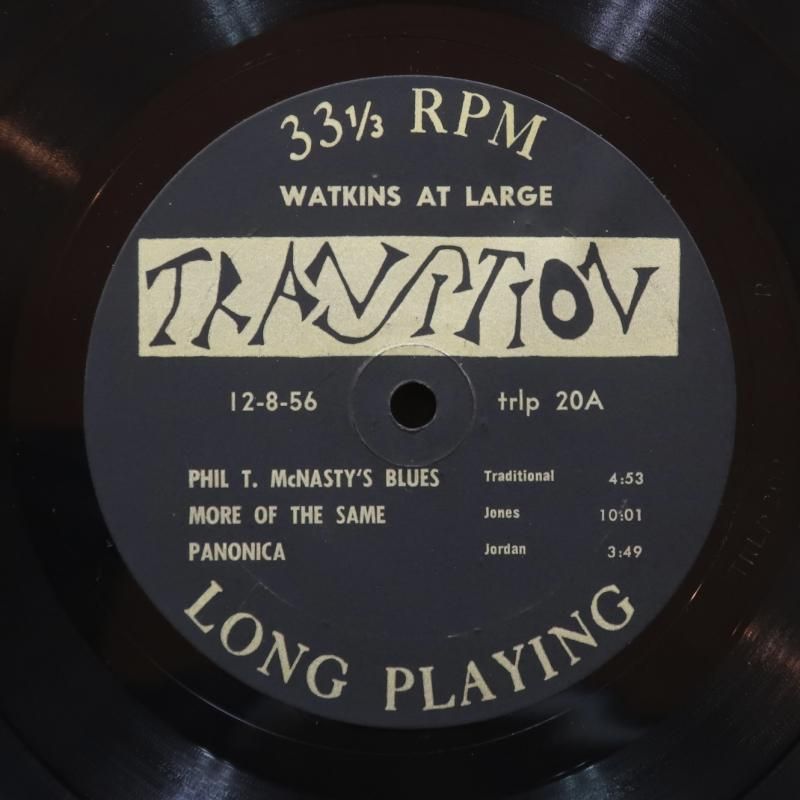 33⅓ RPM
WATKINS AT LARGE
TRANSITION
12-8-56 trlp 20A
PHIL T. McNASTY'S BLUES Traditional 4:53
MORE OF THE SAME Jones 10:01
PANONICA Jordan 3:49
LONG PLAYING